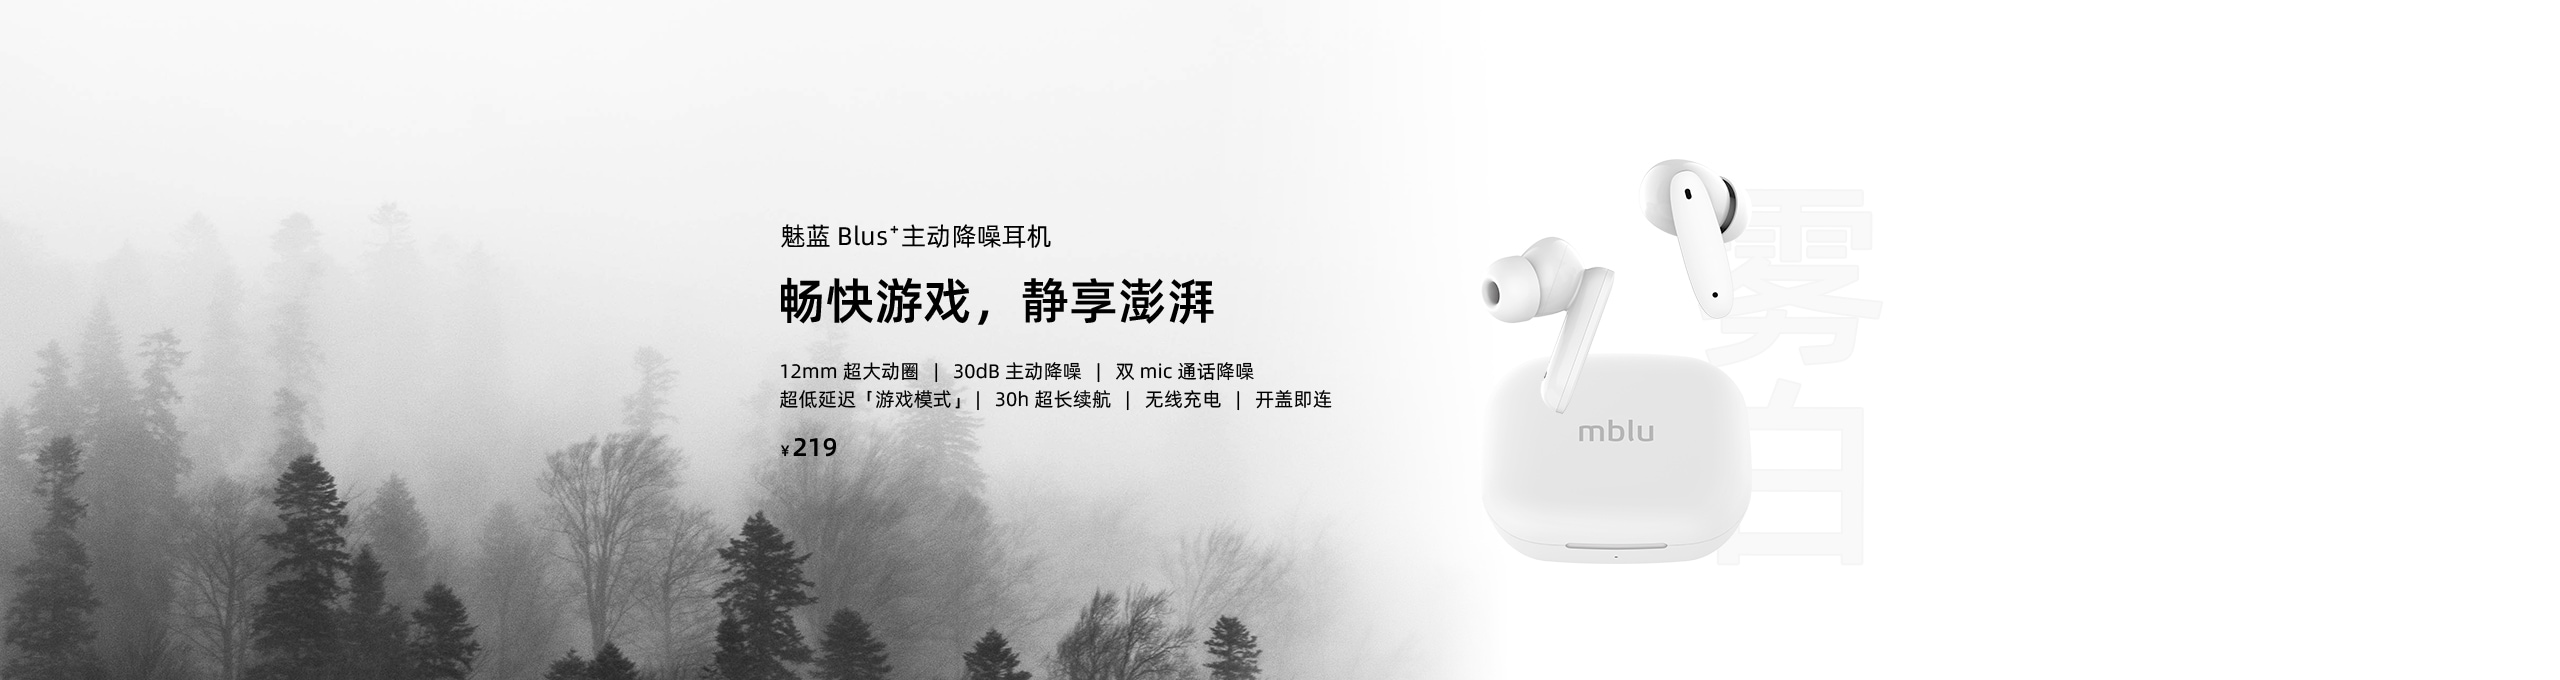 魅蓝 Blus⁺主动降噪耳机
畅快游戏，静享澎湃
12mm 超大动圈 | 30dB 主动降噪 | 双 mic 通话降噪
超低延迟「游戏模式」| 30h 超长续航 | 无线充电 | 开盖即连
¥219
mblu
雾白